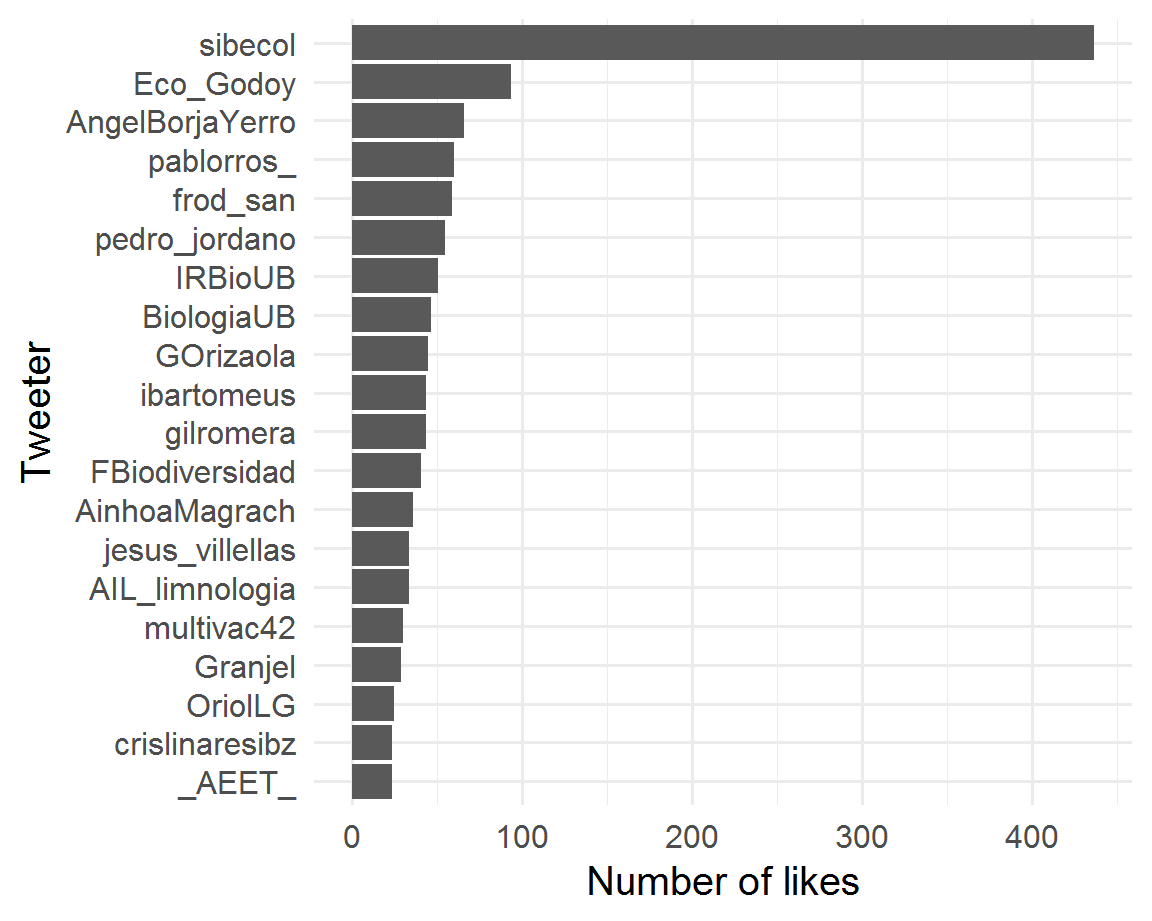 sibecol
Eco_Godoy
AngelBorjaYerro
pablorros_
frod_san
pedro_jordano
IRBioUB
BiologiaUB
GOrizaola
ibartomeus
gilromera
FBiodiversidad
AinhoaMagrach
jesus_villellas
AIL_limnologia
multivac42
Granjel
OriolLG
crislinaresibz
_AEET_
Tweeter
0 100 200 300 400
Number of likes